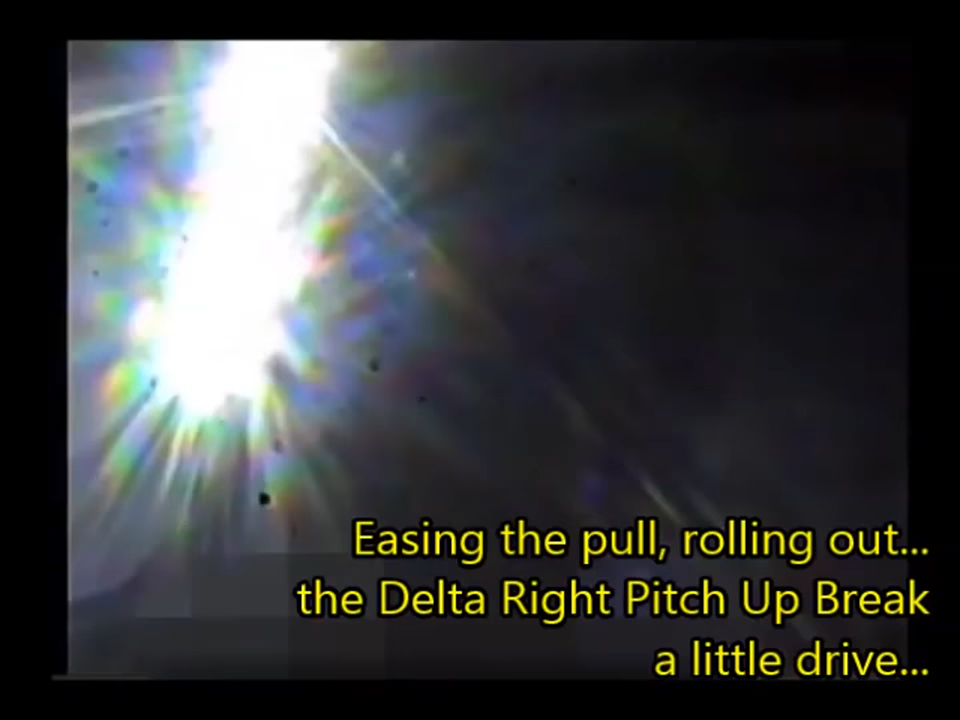 Easing the pull, rolling out...
the Delta Right Pitch Up Break
a little drive...